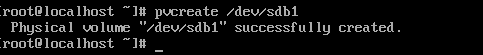 [root@localhost ~]# pvcreate /dev/sdb1
  Physical volume "/dev/sdb1" successfully created.
[root@localhost ~]# _